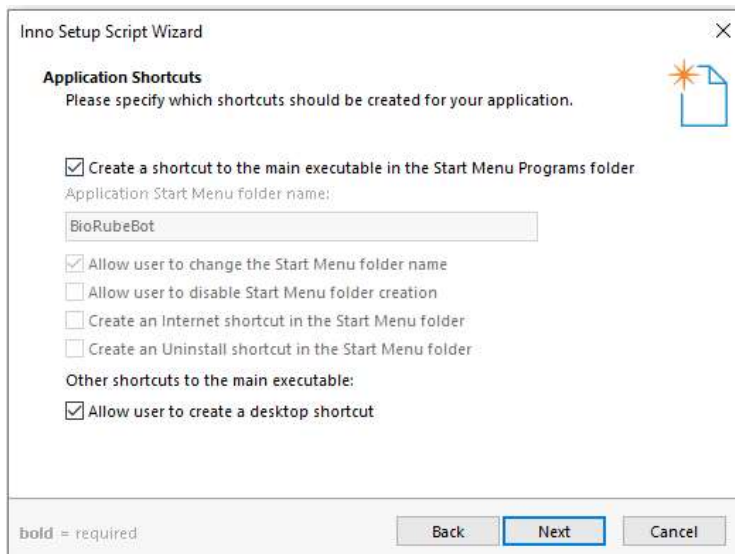 Inno Setup Script Wizard
Application Shortcuts
Please specify which shortcuts should be created for your application.
Create a shortcut to the main executable in the Start Menu Programs folder
Application Start Menu folder name:
BioRubeBot
Allow user to change the Start Menu folder name
Allow user to disable Start Menu folder creation
Create an Internet shortcut in the Start Menu folder
Create an Uninstall shortcut in the Start Menu folder
Other shortcuts to the main executable:
Allow user to create a desktop shortcut
bold = required
Back
Next
Cancel